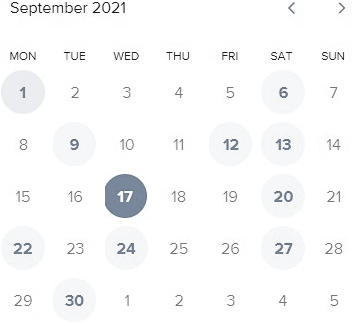 September 2021
MON TUE WED THU FRI SAT SUN
1 2 3 4 5 6 7
8 9 10 11 12 13 14
15 16 17 18 19 20 21
22 23 24 25 26 27 28
29 30 1 2 3 4 5